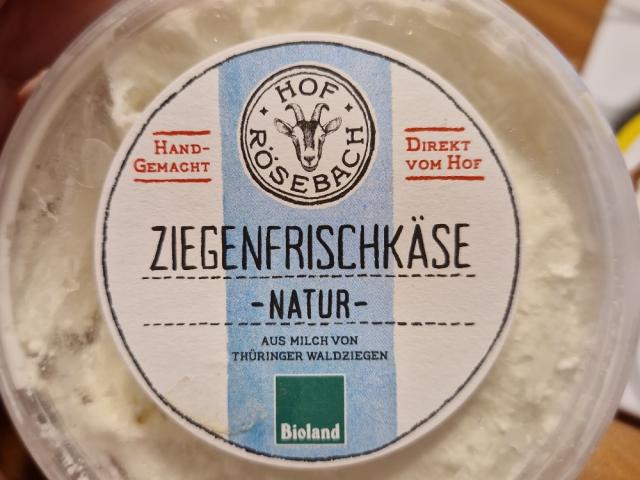 HOF
RÖSEBACH
HAND-
GEMACHT
DIREKT
VOM HOF
ZIEGENFRISCHKÄSE
-NATUR-
AUS MILCH VON
THÜRINGER WALDZIEGEN
Bioland